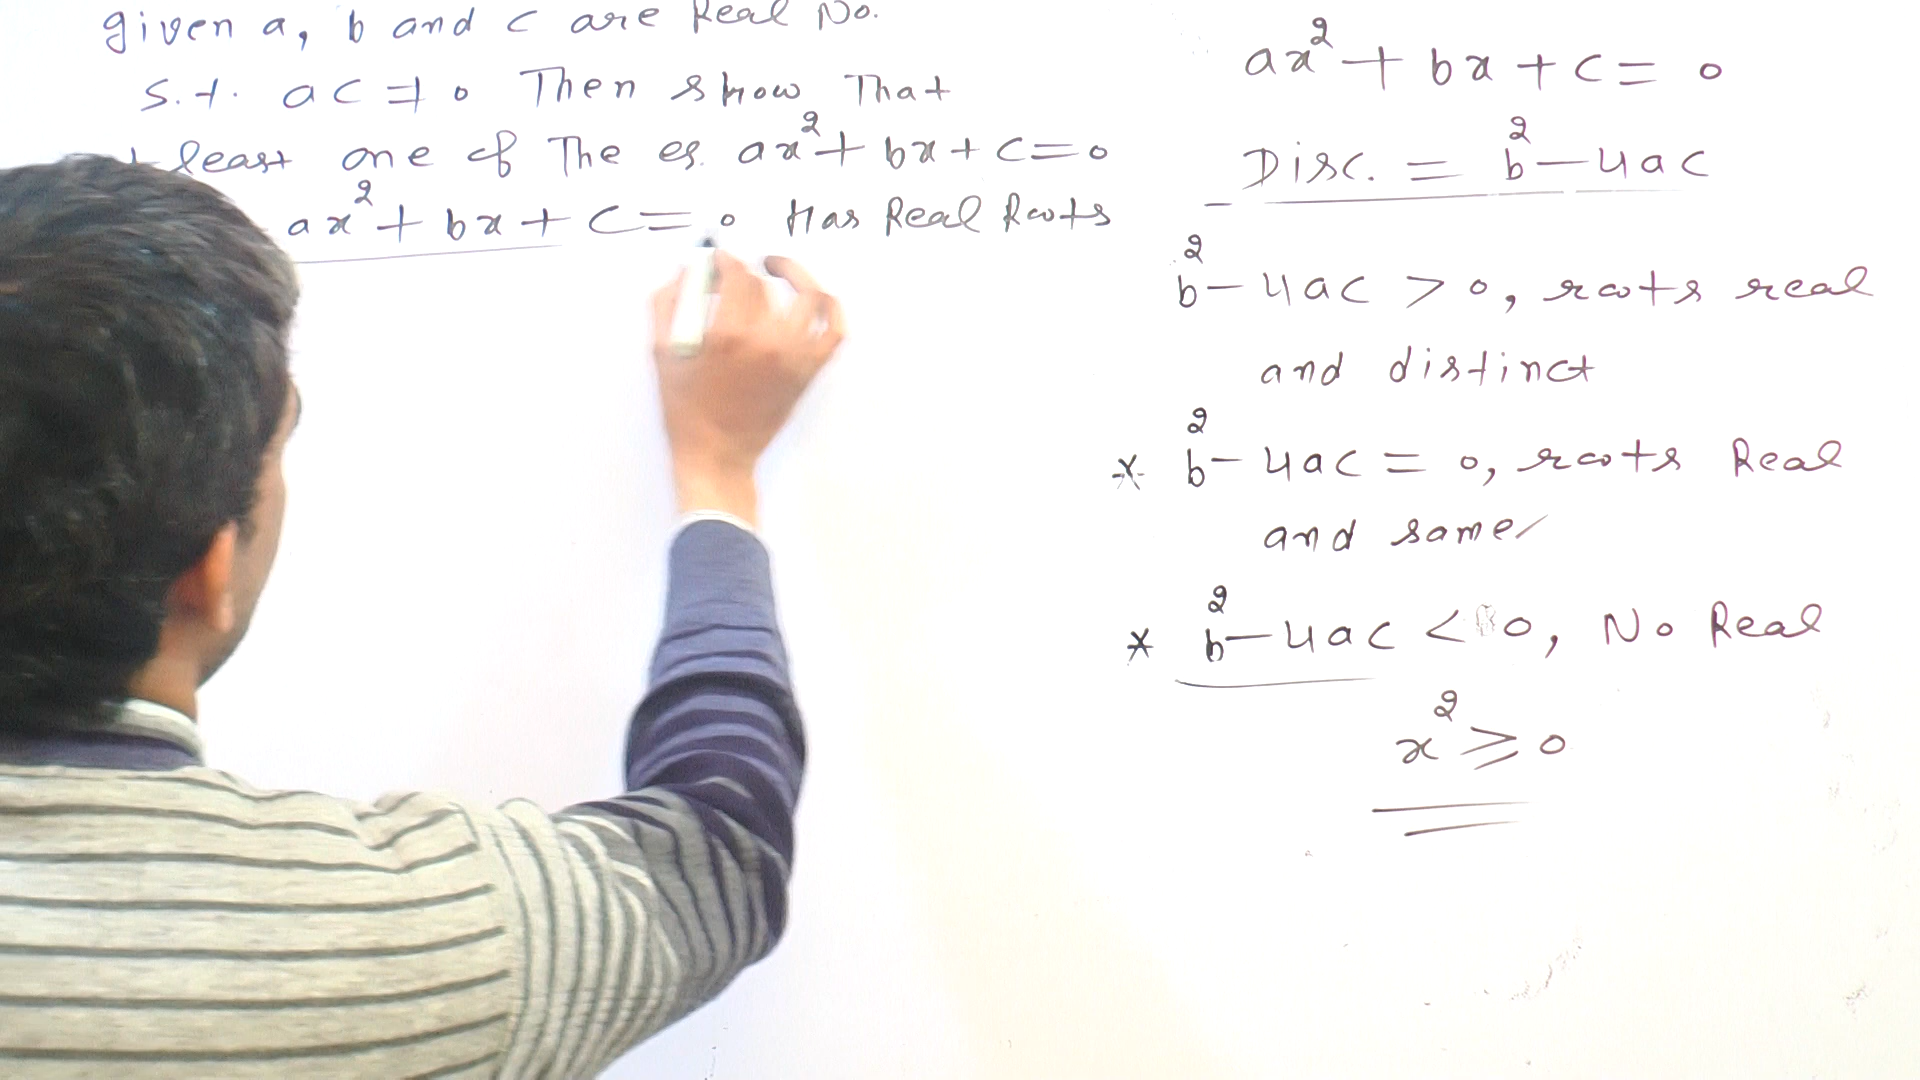 given a, b and c are Real No.
s.t. ac ≠ 0 Then show That
least one of The eq. ax²+bx+c=0
ax²+bx+c=0 Has Real Roots
ax²+bx+c=0
Disc. = b²-4ac
b²-4ac > 0, roots real
and distinct
* b²-4ac = 0, roots Real
and same
* b²-4ac < 0, No Real
x² ≥ 0